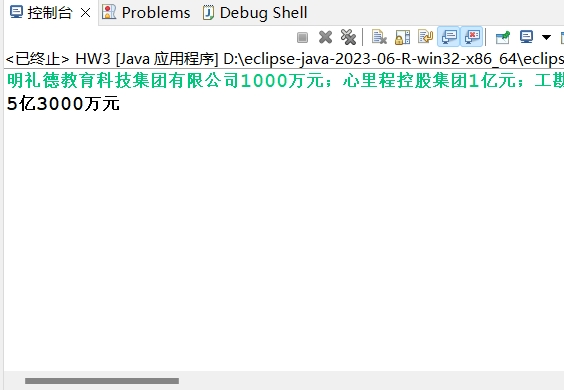 控制台 Problems Debug Shell
<已终止> HW3 [Java 应用程序] D:\eclipse-java-2023-06-R-win32-x86_64\eclips
明礼德教育科技集团有限公司1000万元；心里程控股集团1亿元；工勘
5亿3000万元